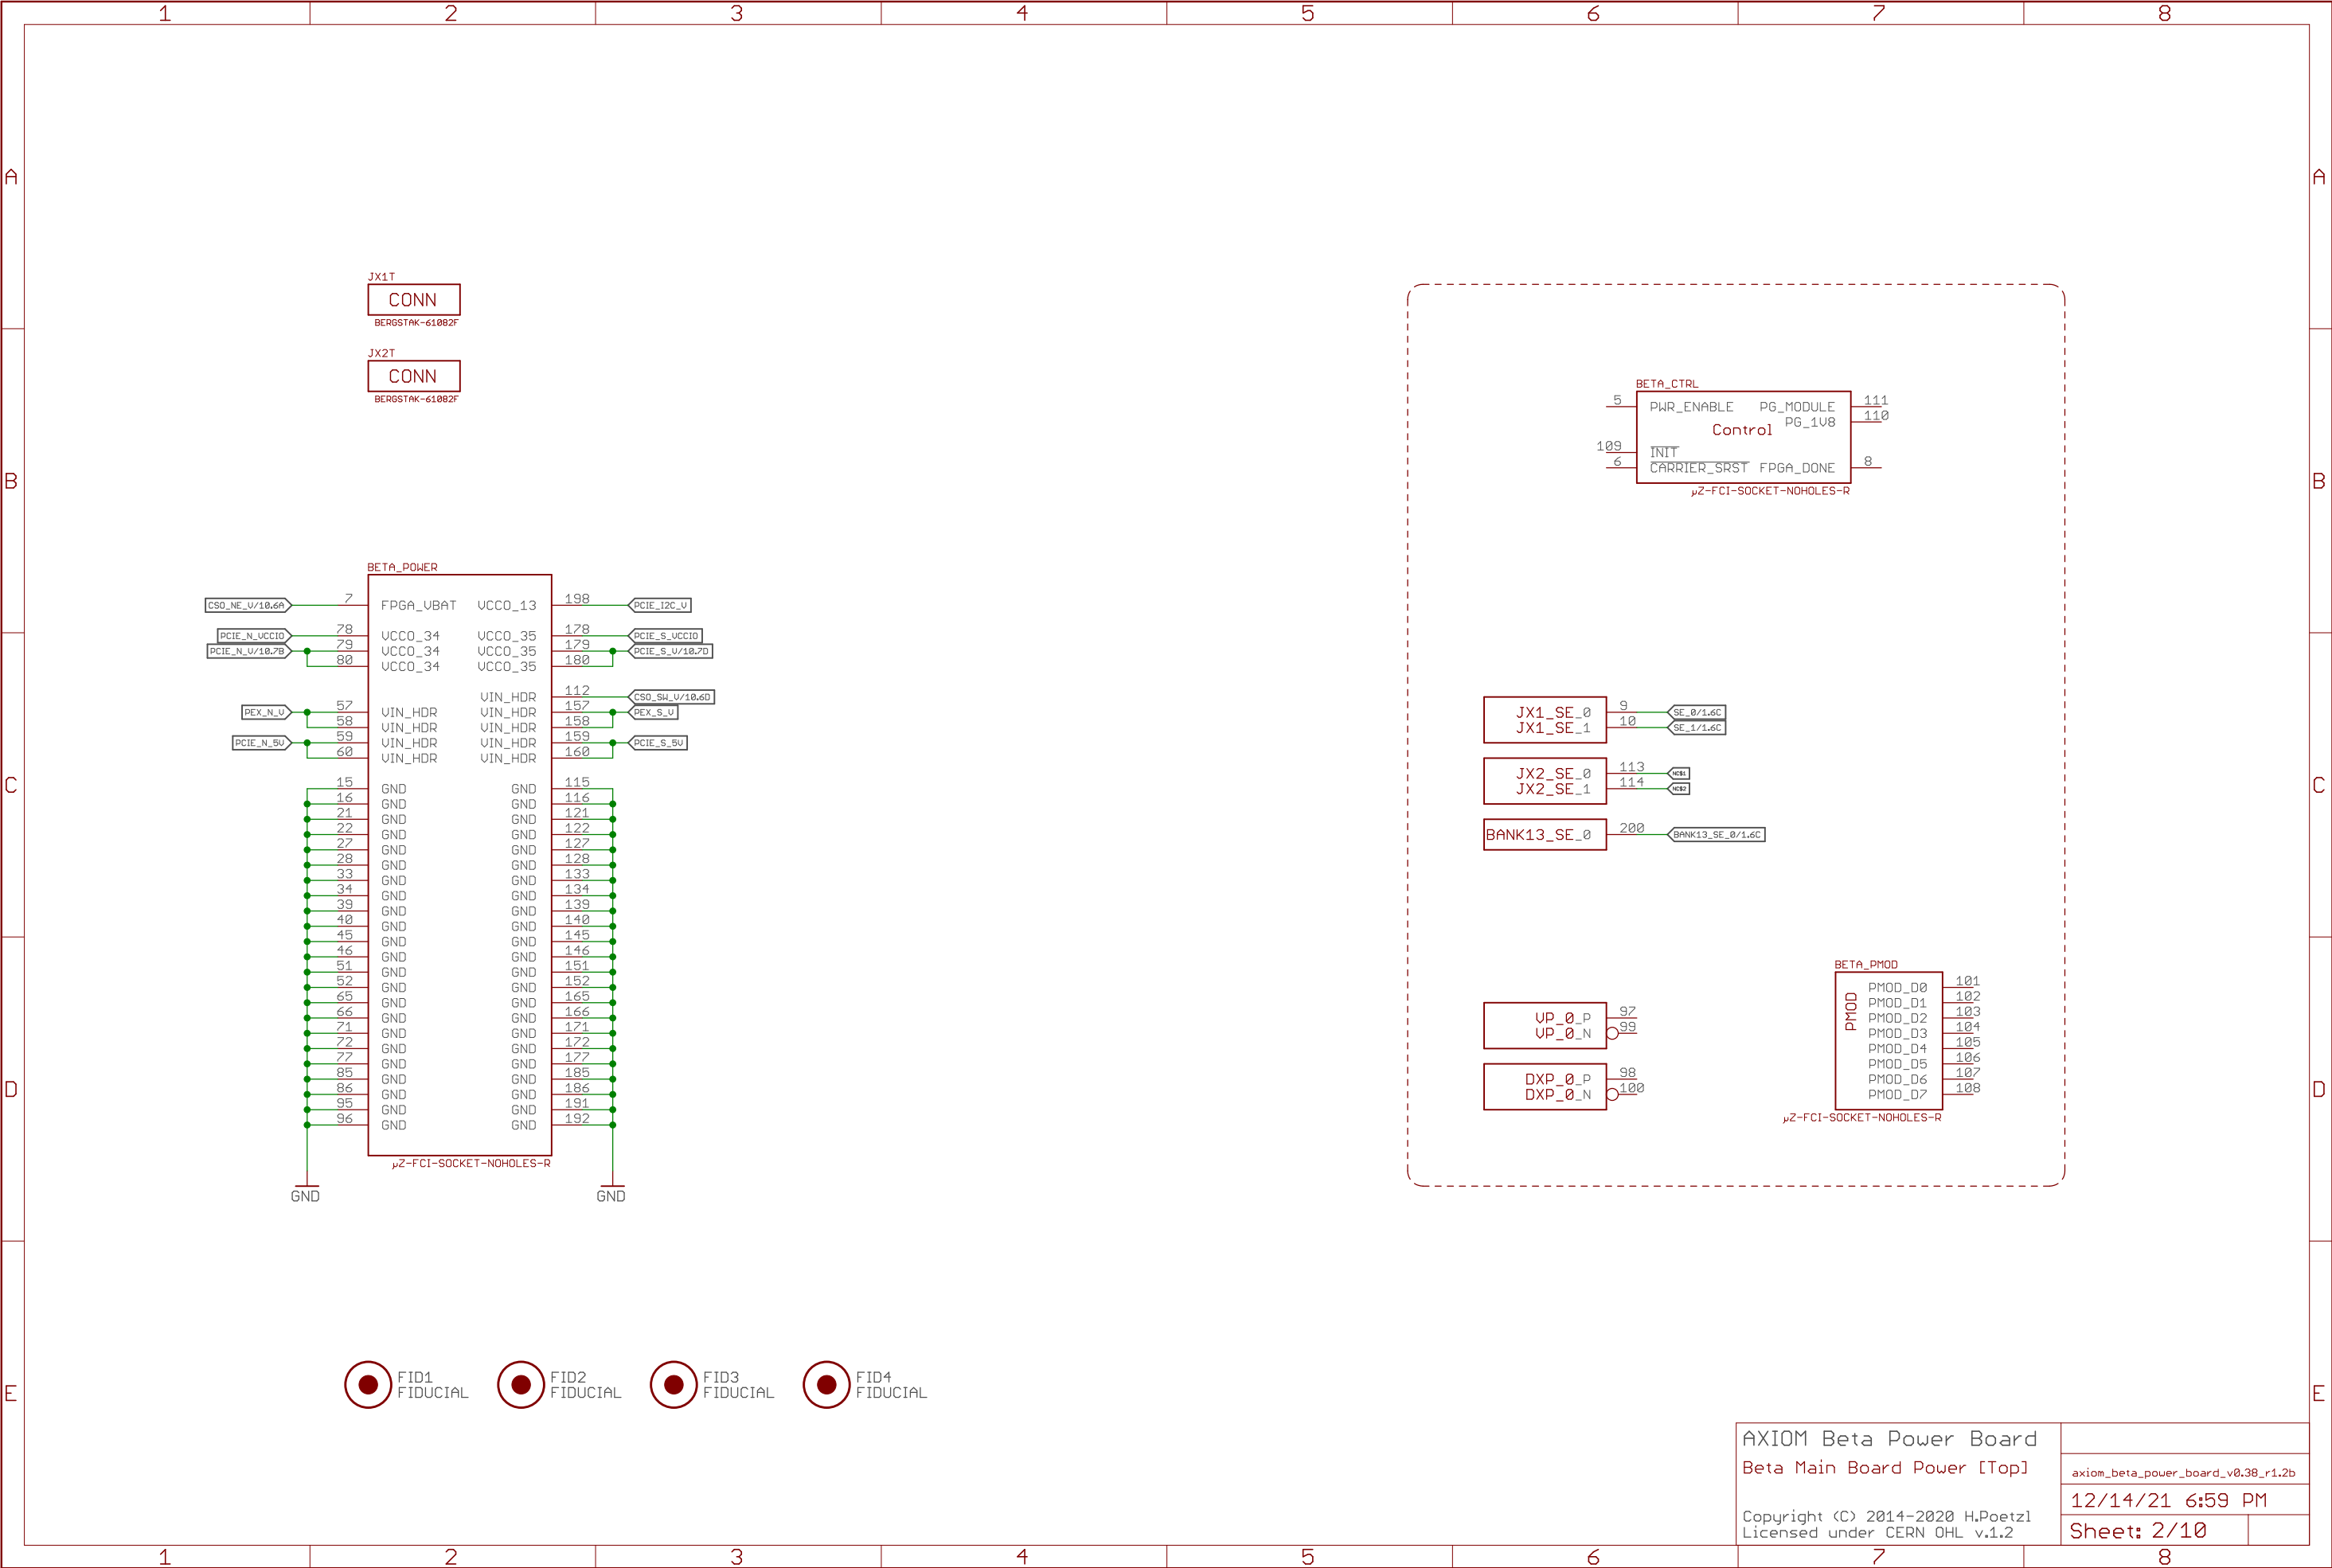 1 2 3 4 5 6 7 8
A A
JX1T
CONN
BERGSTAK-61082F
JX2T
CONN
BERGSTAK-61082F
B B
BETA_CTRL
5 PWR_ENABLE PG_MODULE 111
PG_1V8 110
Control
109 INIT
6 CARRIER_SRST FPGA_DONE 8
µZ-FCI-SOCKET-NOHOLES-R
BETA_POWER
CSO_NE_V/10.6A 7 FPGA_VBAT VCCO_13 198 PCIE_I2C_V
PCIE_N_VCCIO 78 VCCO_34 VCCO_35 178 PCIE_S_VCCIO
PCIE_N_V/10.7B 79 VCCO_34 VCCO_35 179 PCIE_S_V/10.7D
80 VCCO_34 VCCO_35 180
VIN_HDR 112 CSO_SW_V/10.6D
PEX_N_V 57 VIN_HDR VIN_HDR 157 PEX_S_V
58 VIN_HDR VIN_HDR 158
PCIE_N_5V 59 VIN_HDR VIN_HDR 159 PCIE_S_5V
60 VIN_HDR VIN_HDR 160
15 GND GND 115
16 GND GND 116
21 GND GND 121
22 GND GND 122
27 GND GND 127
28 GND GND 128
33 GND GND 133
34 GND GND 134
39 GND GND 139
40 GND GND 140
45 GND GND 145
46 GND GND 146
51 GND GND 151
52 GND GND 152
65 GND GND 165
66 GND GND 166
71 GND GND 171
72 GND GND 172
77 GND GND 177
85 GND GND 185
86 GND GND 186
95 GND GND 191
96 GND GND 192
µZ-FCI-SOCKET-NOHOLES-R
GND GND
C C
JX1_SE_0 9 SE_0/1.6C
JX1_SE_1 10 SE_1/1.6C
JX2_SE_0 113 NC$1
JX2_SE_1 114 NC$2
BANK13_SE_0 200 BANK13_SE_0/1.6C
D D
VP_0_P 97
VP_0_N 99
DXP_0_P 98
DXP_0_N 100
BETA_PMOD
PMOD
PMOD_D0 101
PMOD_D1 102
PMOD_D2 103
PMOD_D3 104
PMOD_D4 105
PMOD_D5 106
PMOD_D6 107
PMOD_D7 108
µZ-FCI-SOCKET-NOHOLES-R
E E
FID1
FIDUCIAL
FID2
FIDUCIAL
FID3
FIDUCIAL
FID4
FIDUCIAL
AXIOM Beta Power Board
Beta Main Board Power [Top]
Copyright (C) 2014-2020 H.Poetzl
Licensed under CERN OHL v.1.2
axiom_beta_power_board_v0.38_r1.2b
12/14/21 6:59 PM
Sheet: 2/10
1 2 3 4 5 6 7 8